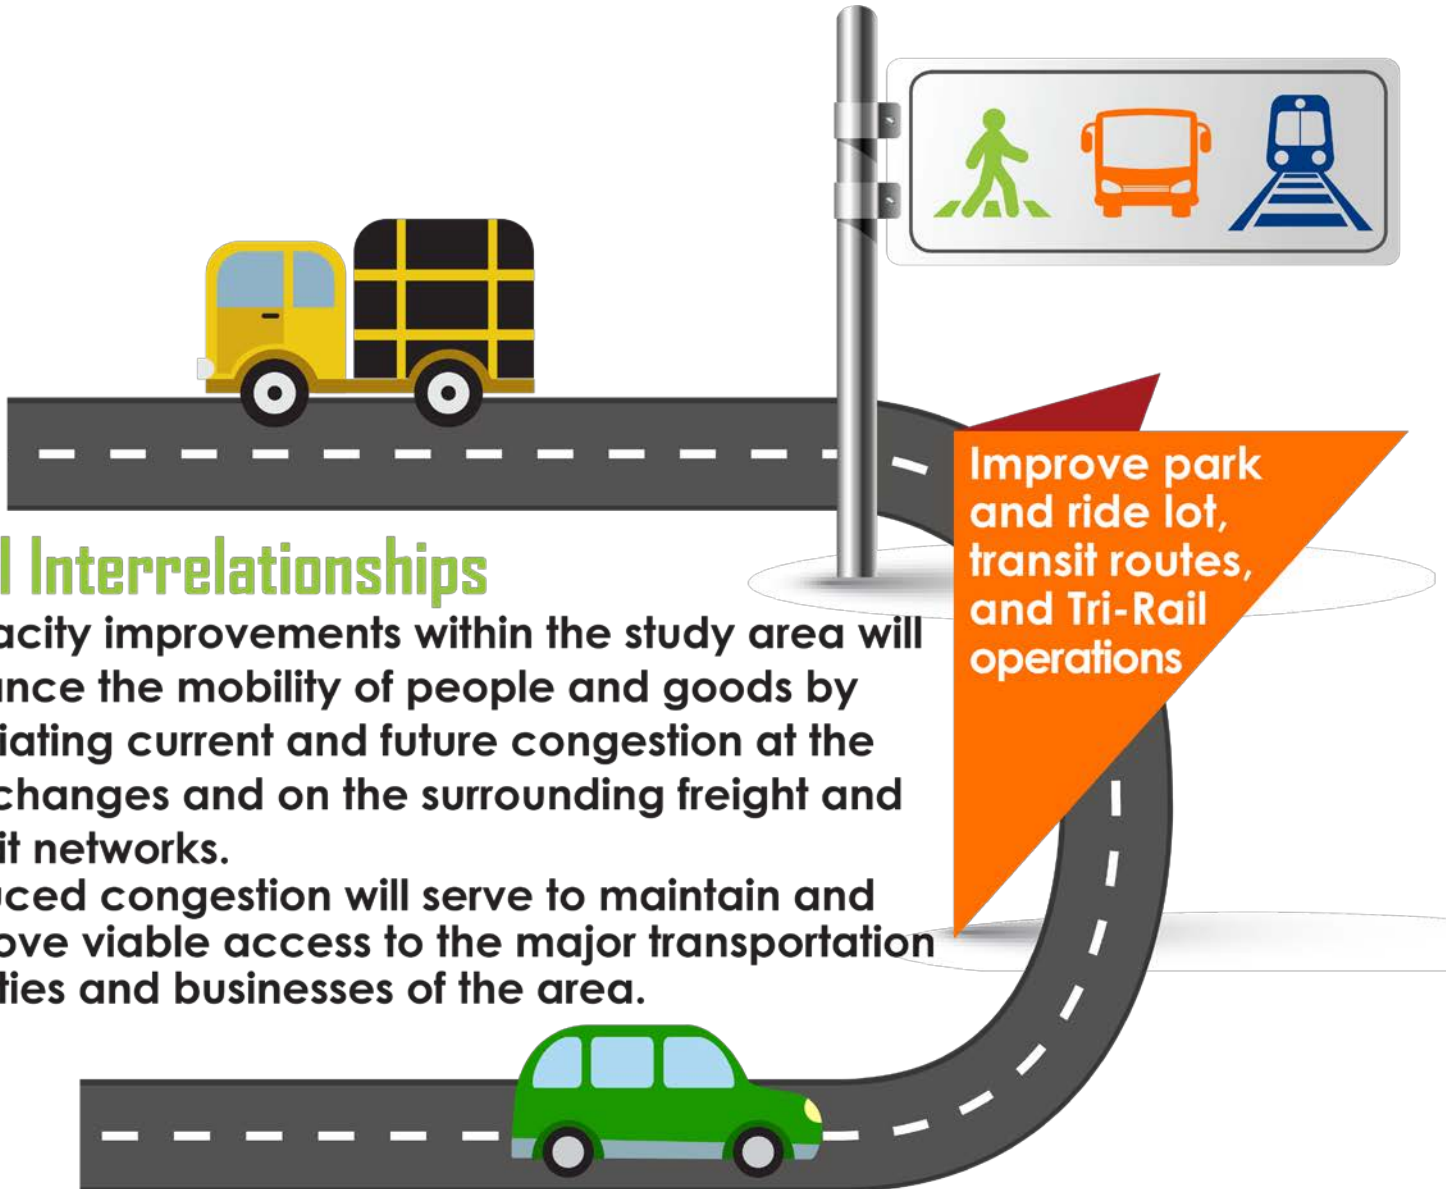 l Interrelationships
acity improvements within the study area will
ance the mobility of people and goods by
iating current and future congestion at the
changes and on the surrounding freight and
it networks.
uced congestion will serve to maintain and
ove viable access to the major transportation
ties and businesses of the area.
Improve park
and ride lot,
transit routes,
and Tri-Rail
operations